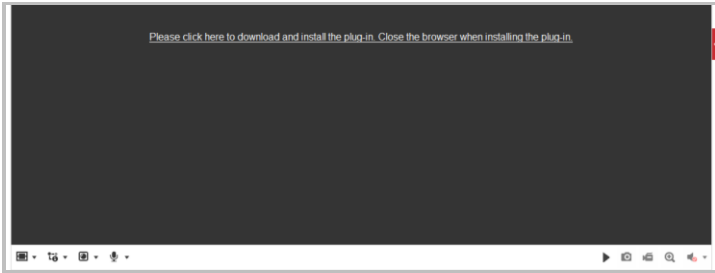 Please click here to download and install the plug-in. Close the browser when installing the plug-in.